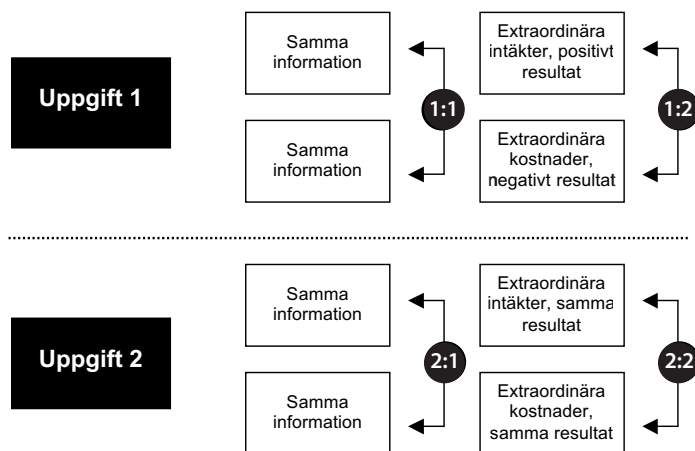 Uppgift 1
Samma
information
Samma
information
1:1
Extraordinära
intäkter, positivt
resultat
Extraordinära
kostnader,
negativt resultat
1:2
Uppgift 2
Samma
information
Samma
information
2:1
Extraordinära
intäkter, samma
resultat
Extraordinära
kostnader,
samma resultat
2:2